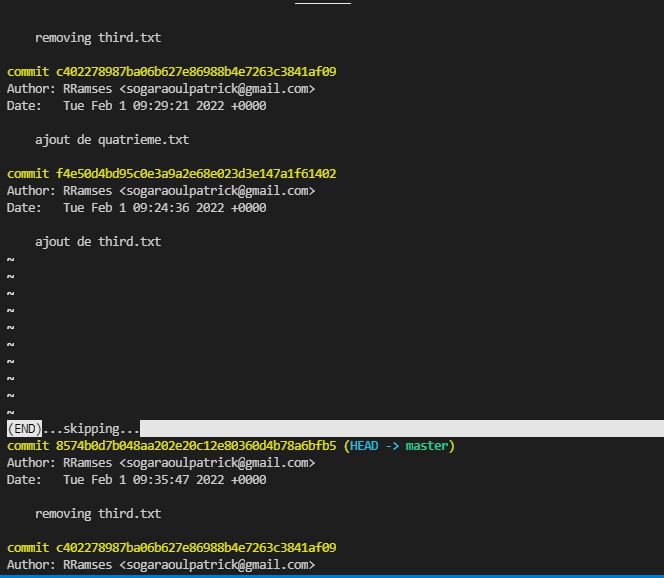 removing third.txt
commit c402278987ba06b627e86988b4e7263c3841af09
Author: RRamses <sogaraoulpatrick@gmail.com>
Date:   Tue Feb 1 09:29:21 2022 +0000
ajout de quatrieme.txt
commit f4e50d4bd95c0e3a9a2e68e023d3e147a1f61402
Author: RRamses <sogaraoulpatrick@gmail.com>
Date:   Tue Feb 1 09:24:36 2022 +0000
ajout de third.txt
~
~
~
~
~
~
~
~
~
~
(END)...skipping...
commit 8574b0d7b048aa202e20c12e80360d4b78a6bfb5 (HEAD -> master)
Author: RRamses <sogaraoulpatrick@gmail.com>
Date:   Tue Feb 1 09:35:47 2022 +0000
removing third.txt
commit c402278987ba06b627e86988b4e7263c3841af09
Author: RRamses <sogaraoulpatrick@gmail.com>